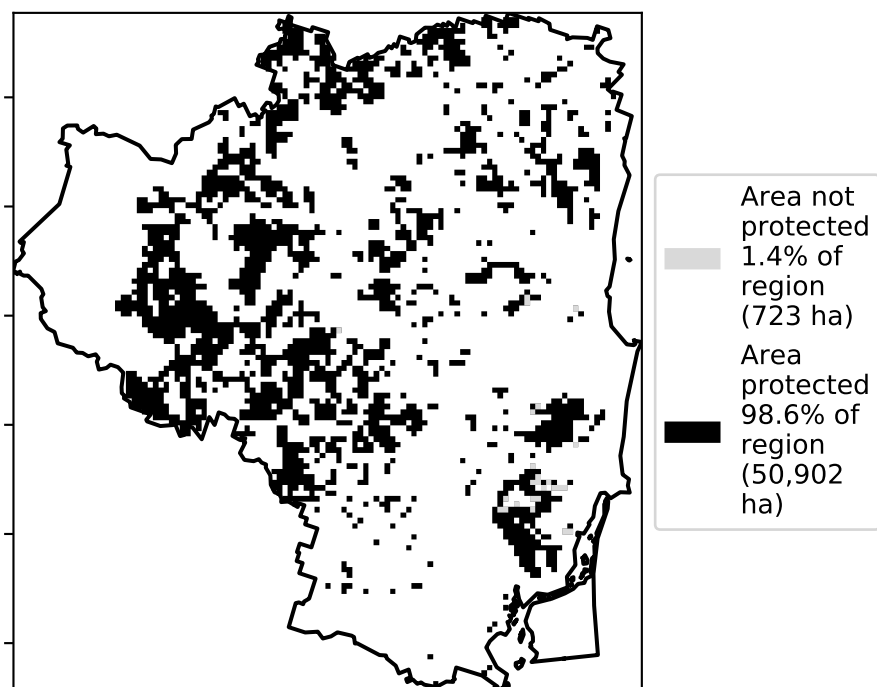 Area not
protected
1.4% of
region
(723 ha)
Area
protected
98.6% of
region
(50,902
ha)